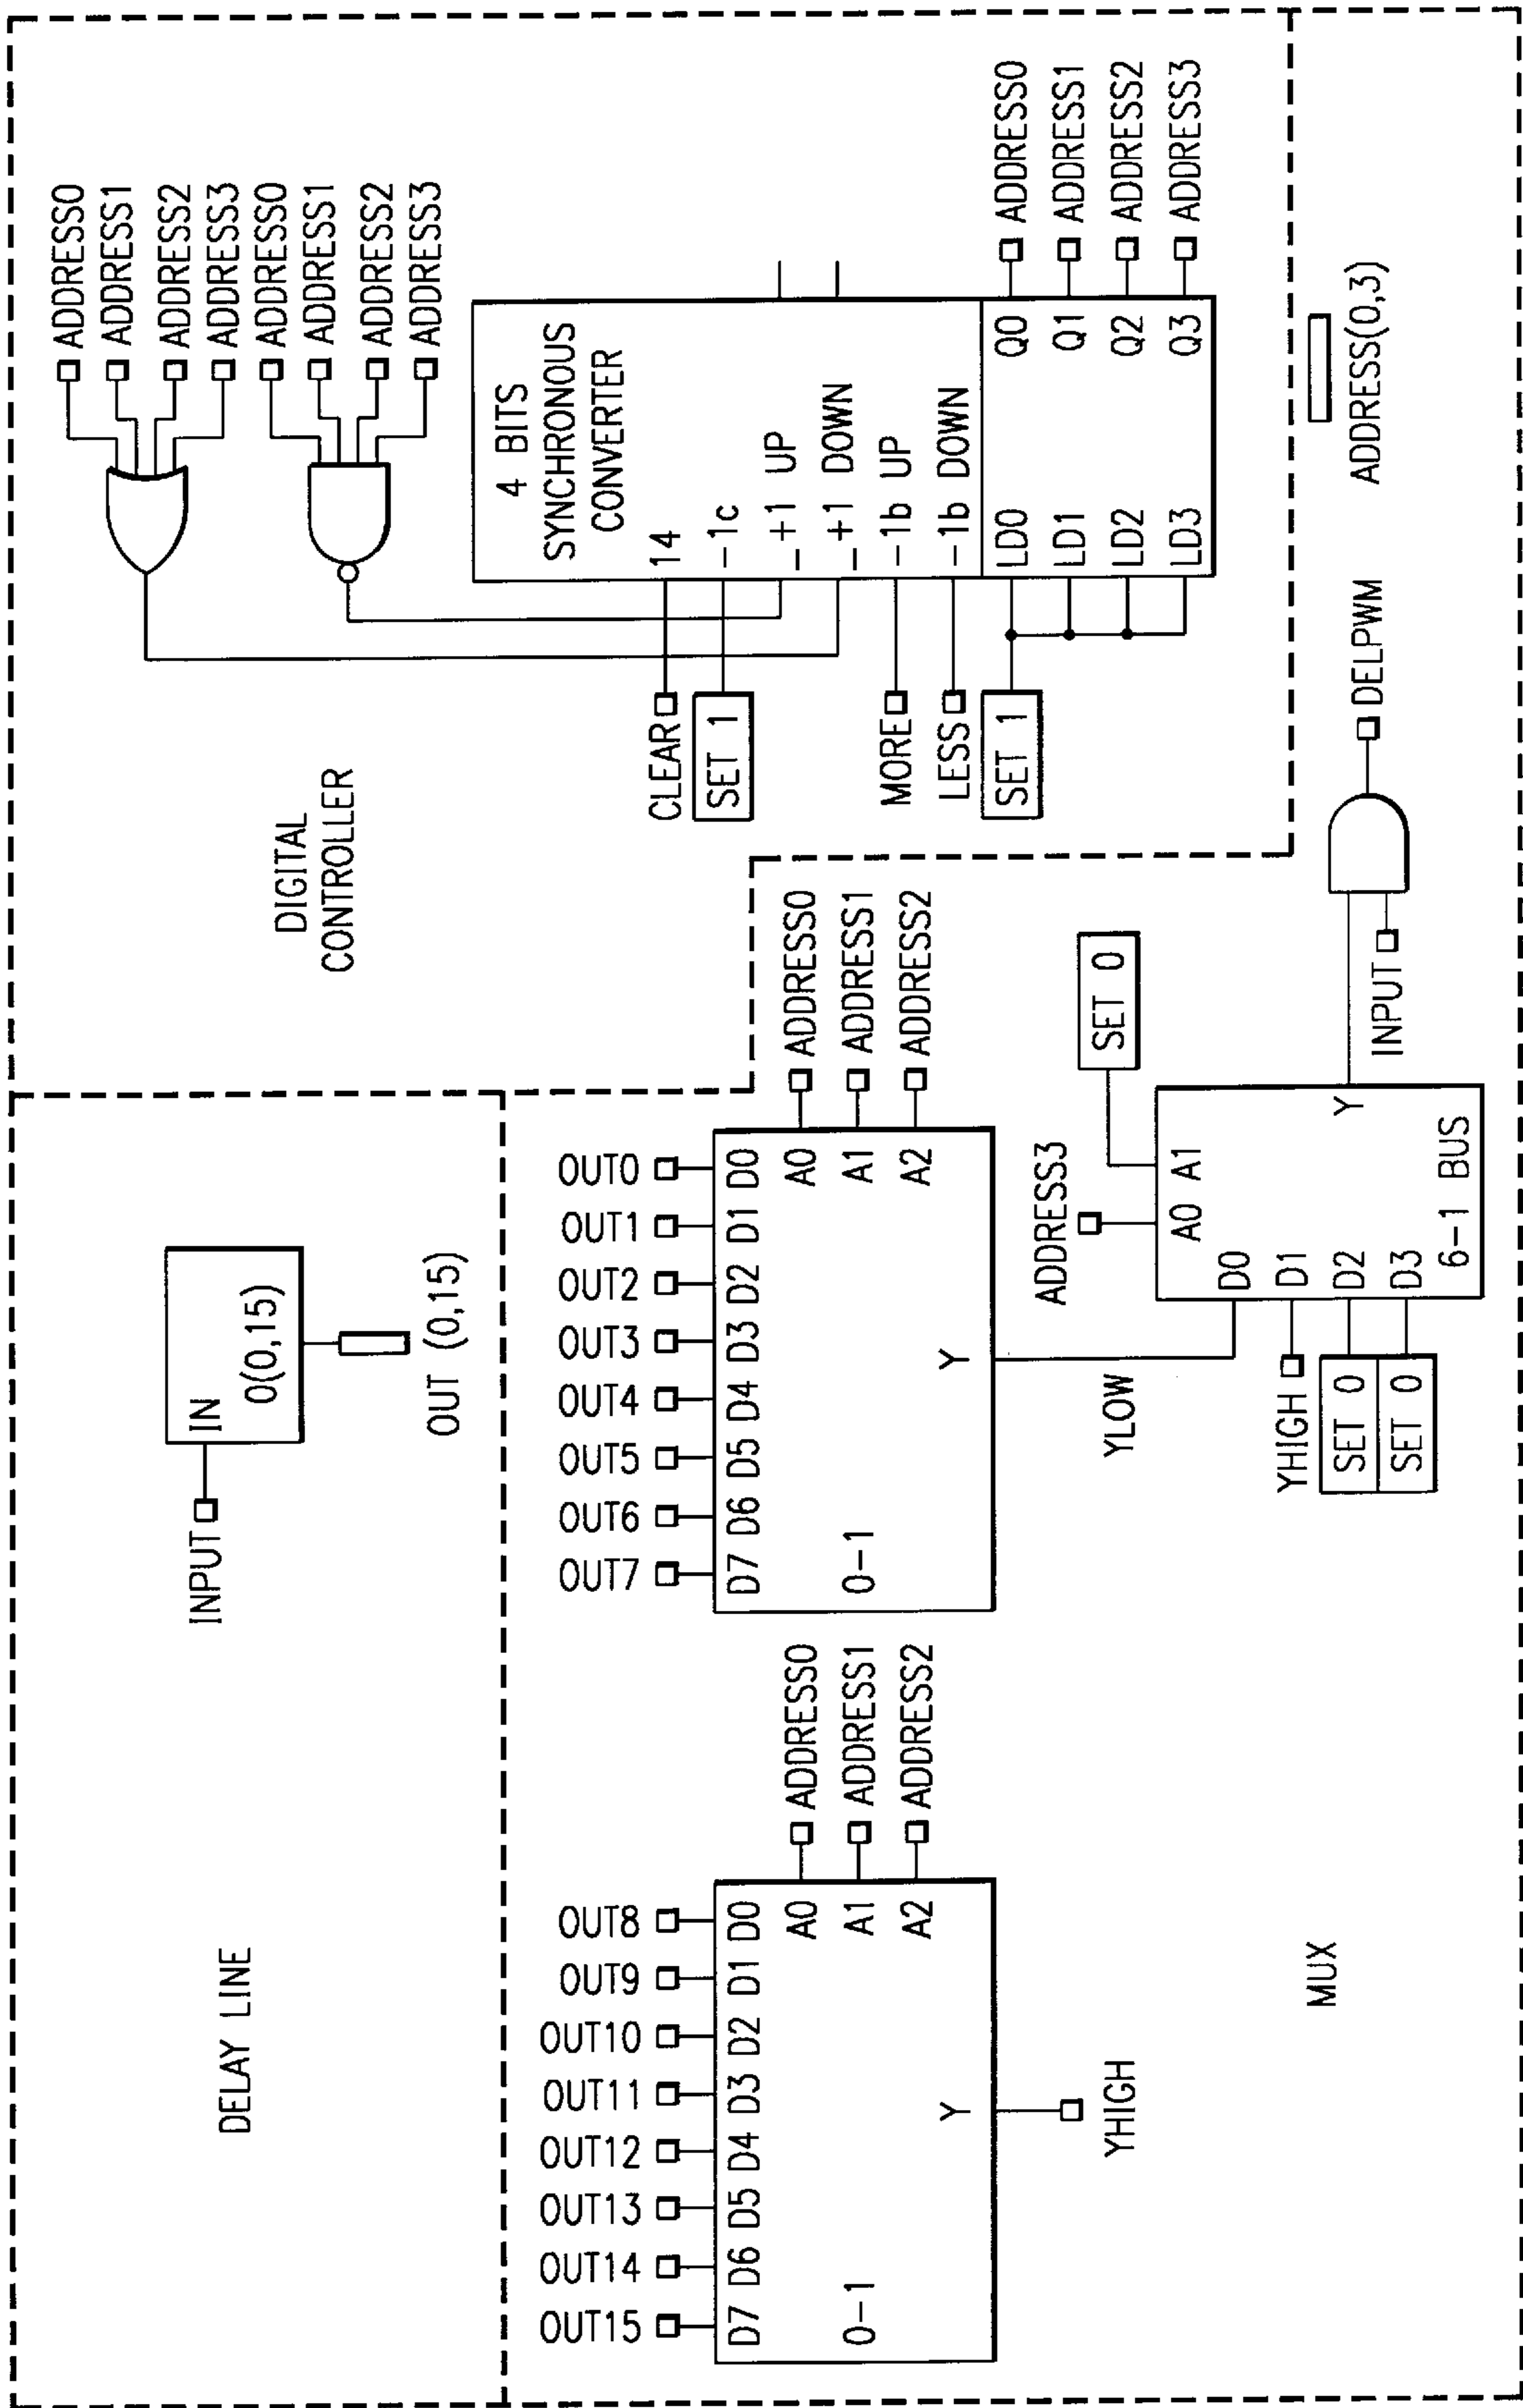 DELAY LINE
INPUT
IN
O(0,15)
OUT (0,15)
DIGITAL
CONTROLLER
ADDRESS0
ADDRESS1
ADDRESS2
ADDRESS3
ADDRESS0
ADDRESS1
ADDRESS2
ADDRESS3
4 BITS
SYNCHRONOUS
CONVERTER
CLEAR
14
SET 1
-1c
-+1 UP
-+1 DOWN
MORE
-1b UP
LESS
-1b DOWN
SET 1
LD0
LD1
LD2
LD3
Q0
Q1
Q2
Q3
ADDRESS0
ADDRESS1
ADDRESS2
ADDRESS3
OUT15
OUT14
OUT13
OUT12
OUT11
OUT10
OUT9
OUT8
D7
D6
D5
D4
D3
D2
D1
D0
0-1
A0
A1
A2
Y
ADDRESS0
ADDRESS1
ADDRESS2
YHIGH
OUT7
OUT6
OUT5
OUT4
OUT3
OUT2
OUT1
OUT0
D7
D6
D5
D4
D3
D2
D1
D0
0-1
A0
A1
A2
Y
ADDRESS0
ADDRESS1
ADDRESS2
YLOW
ADDRESS3
SET 0
A0
A1
D0
YHIGH
D1
SET 0
D2
SET 0
D3
Y
6-1 BUS
INPUT
DELPWM
ADDRESS(0,3)
MUX